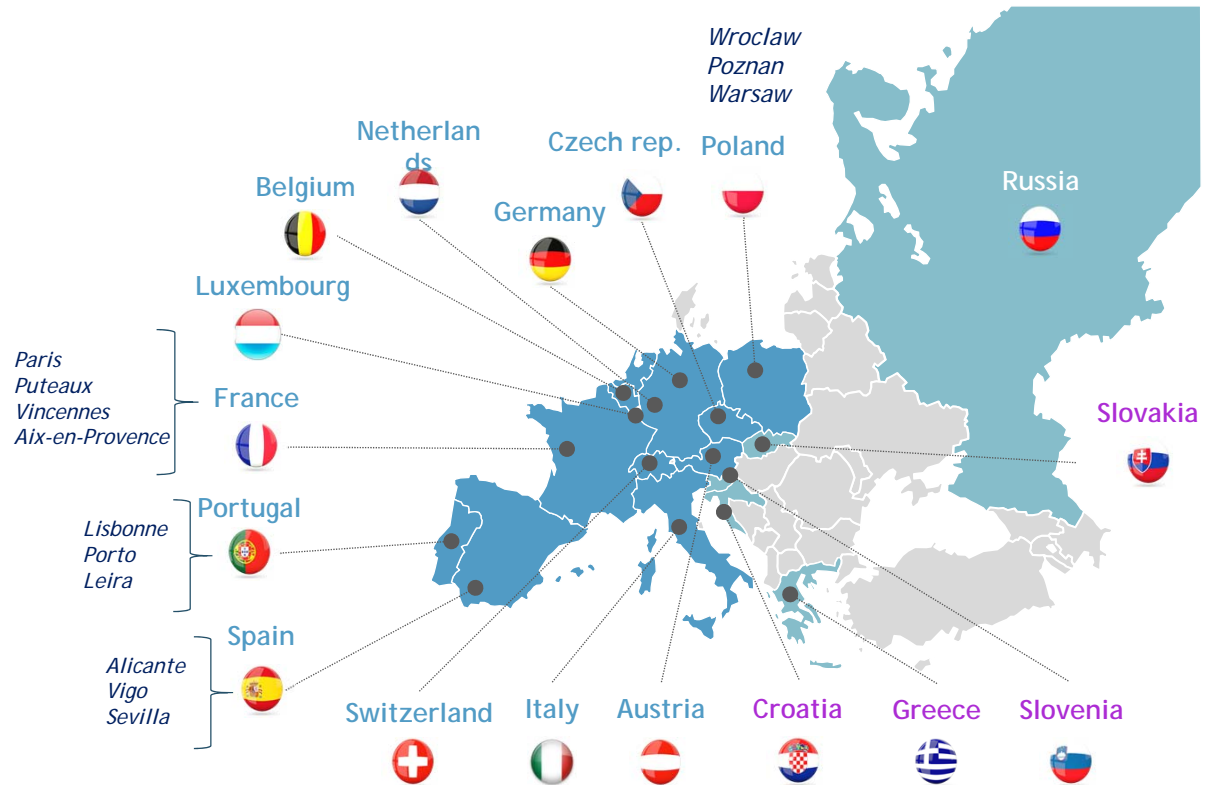 Wroclaw
Poznan
Warsaw
Netherlan
ds
Czech rep.
Poland
Belgium
Germany
Russia
Luxembourg
Paris
Puteaux
Vincennes
Aix-en-Provence
France
Slovakia
Portugal
Lisbonne
Porto
Leira
Spain
Alicante
Vigo
Sevilla
Switzerland
Italy
Austria
Croatia
Greece
Slovenia